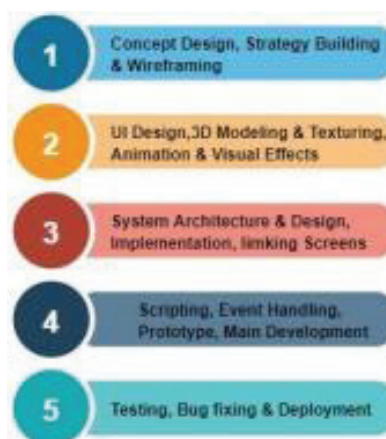 1
Concept Design, Strategy Building
& Wireframing
2
UI Design,3D Modeling & Texturing,
Animation & Visual Effects
3
System Architecture & Design,
Implementation, limking Screens
4
Scripting, Event Handling,
Prototype, Main Development
5
Testing, Bug fixing & Deployment